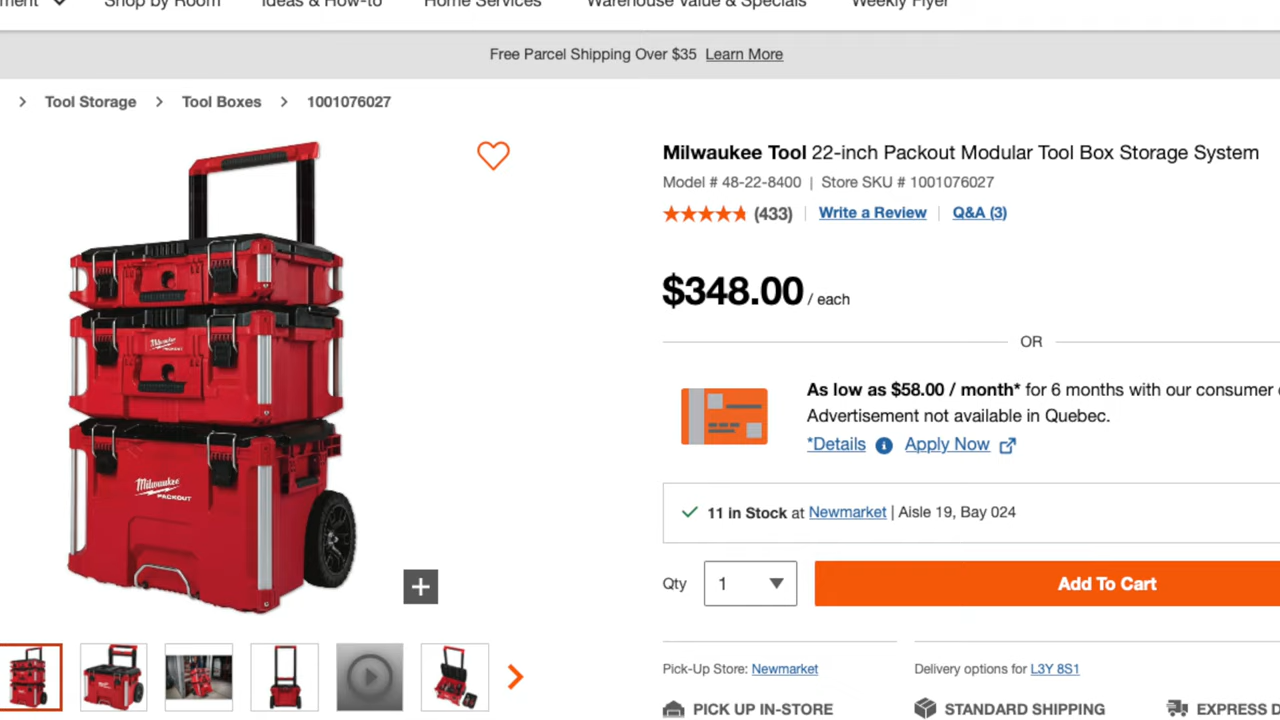 Shop by Room Ideas & How-to Home Services Warehouse Value & Specials Weekly Flyer
Free Parcel Shipping Over $35 Learn More
> Tool Storage > Tool Boxes > 1001076027
Milwaukee Tool 22-inch Packout Modular Tool Box Storage System
Model # 48-22-8400 | Store SKU # 1001076027
(433) | Write a Review | Q&A (3)
$348.00 / each
OR
As low as $58.00 / month* for 6 months with our consumer
Advertisement not available in Quebec.
*Details Apply Now
11 in Stock at Newmarket | Aisle 19, Bay 024
Qty 1 Add To Cart
Pick-Up Store: Newmarket Delivery options for L3Y 8S1
PICK UP IN-STORE STANDARD SHIPPING EXPRESS D
Milwaukee
PACKOUT
Milwaukee
PACKOUT